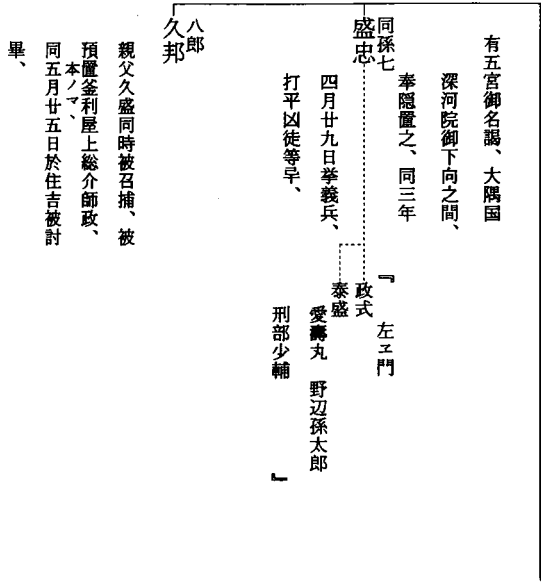 有五宮御名謁、大隅国
深河院御下向之間、
奉隠置之、同三年
同孫七
盛忠
四月廿九日挙義兵、
打平凶徒等早、
『 左ヱ門
政式
泰盛
愛壽丸 野辺孫太郎
刑部少輔 』
八郎
久邦
親父久盛同時被召捕、被
預置釜利屋上総介師政、
本ノマヽ
同五月廿五日於住吉被討
畢、